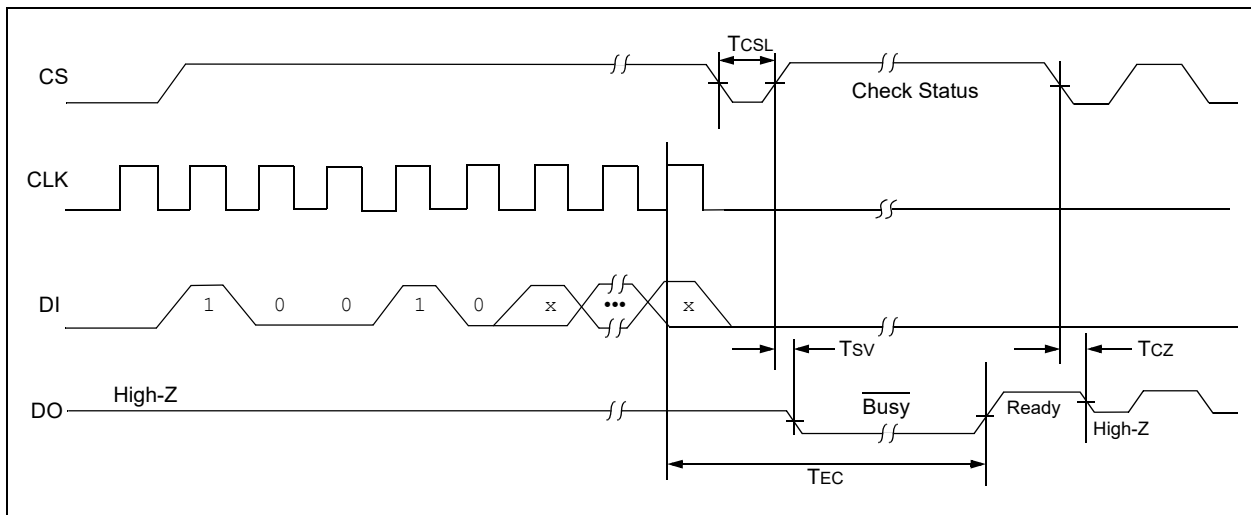 TCSL
CS
Check Status
CLK
DI
1 0 0 1 0 x ••• x
TSV
TCZ
High-Z
DO
Busy
Ready
High-Z
TEC